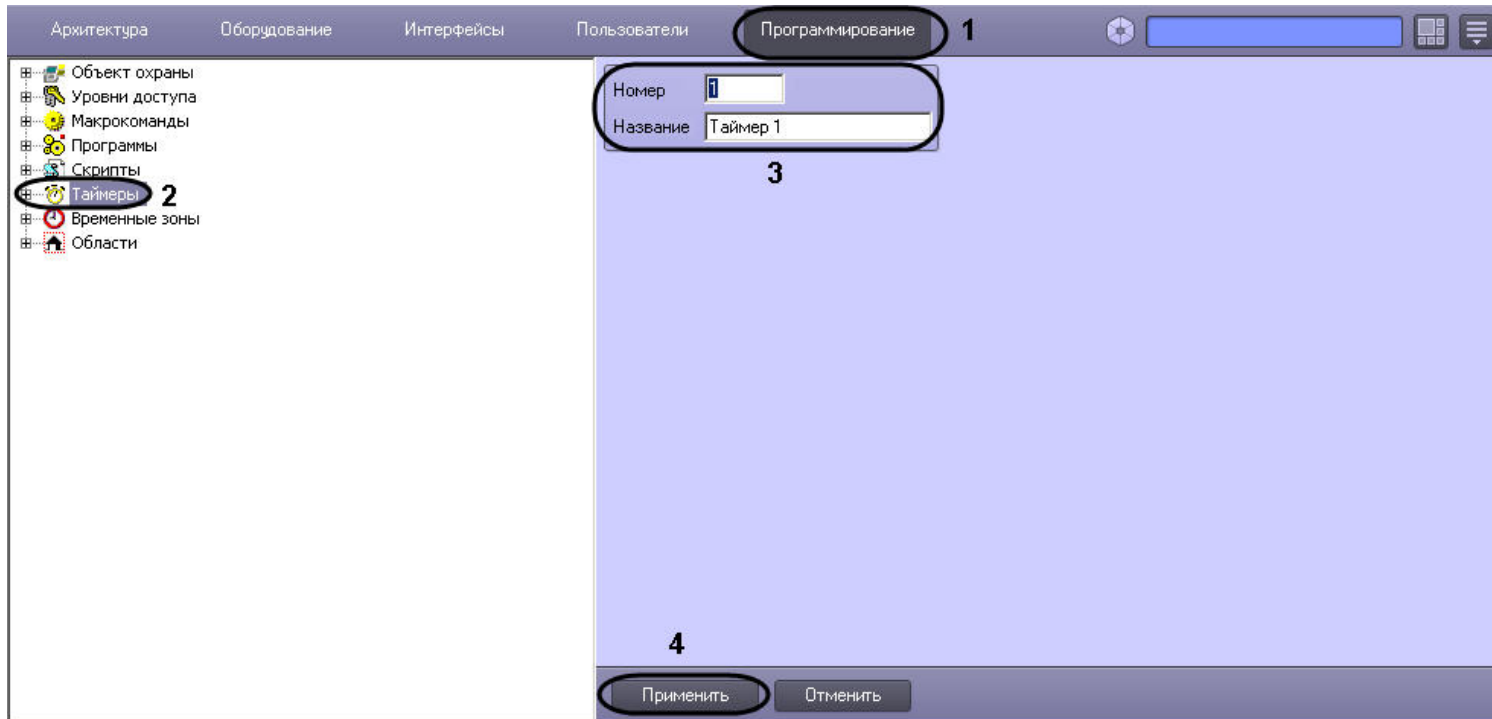 Архитектура Оборудование Интерфейсы Пользователи Программирование 1
Объект охраны
Уровни доступа
Макрокоманды
Программы
Скрипты
Таймеры 2
Временные зоны
Области
Номер 1
Название Таймер 1
3
4
Применить Отменить